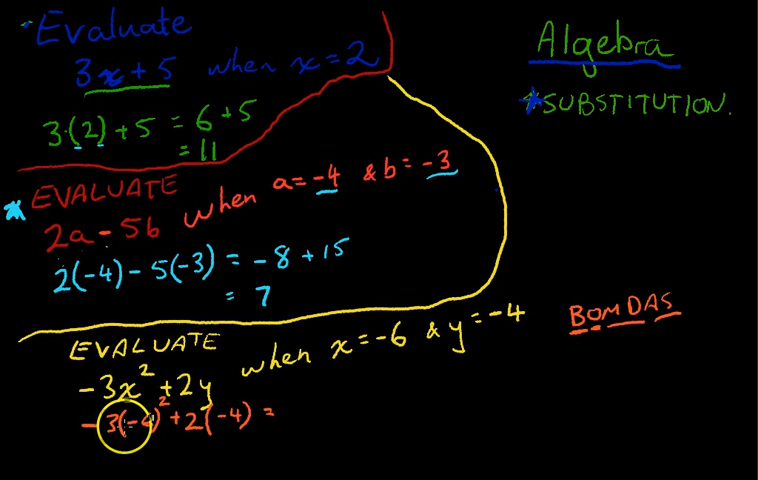 Evaluate
3x + 5 when x = 2
3·(2) + 5 = 6 + 5
= 11
Algebra
* SUBSTITUTION.
* EVALUATE
2a - 5b when a = -4 & b = -3
2(-4) - 5(-3) = -8 + 15
= 7
BOMDAS
EVALUATE
-3x² + 2y when x = -6 & y = -4
-3(-4)² + 2(-4) =